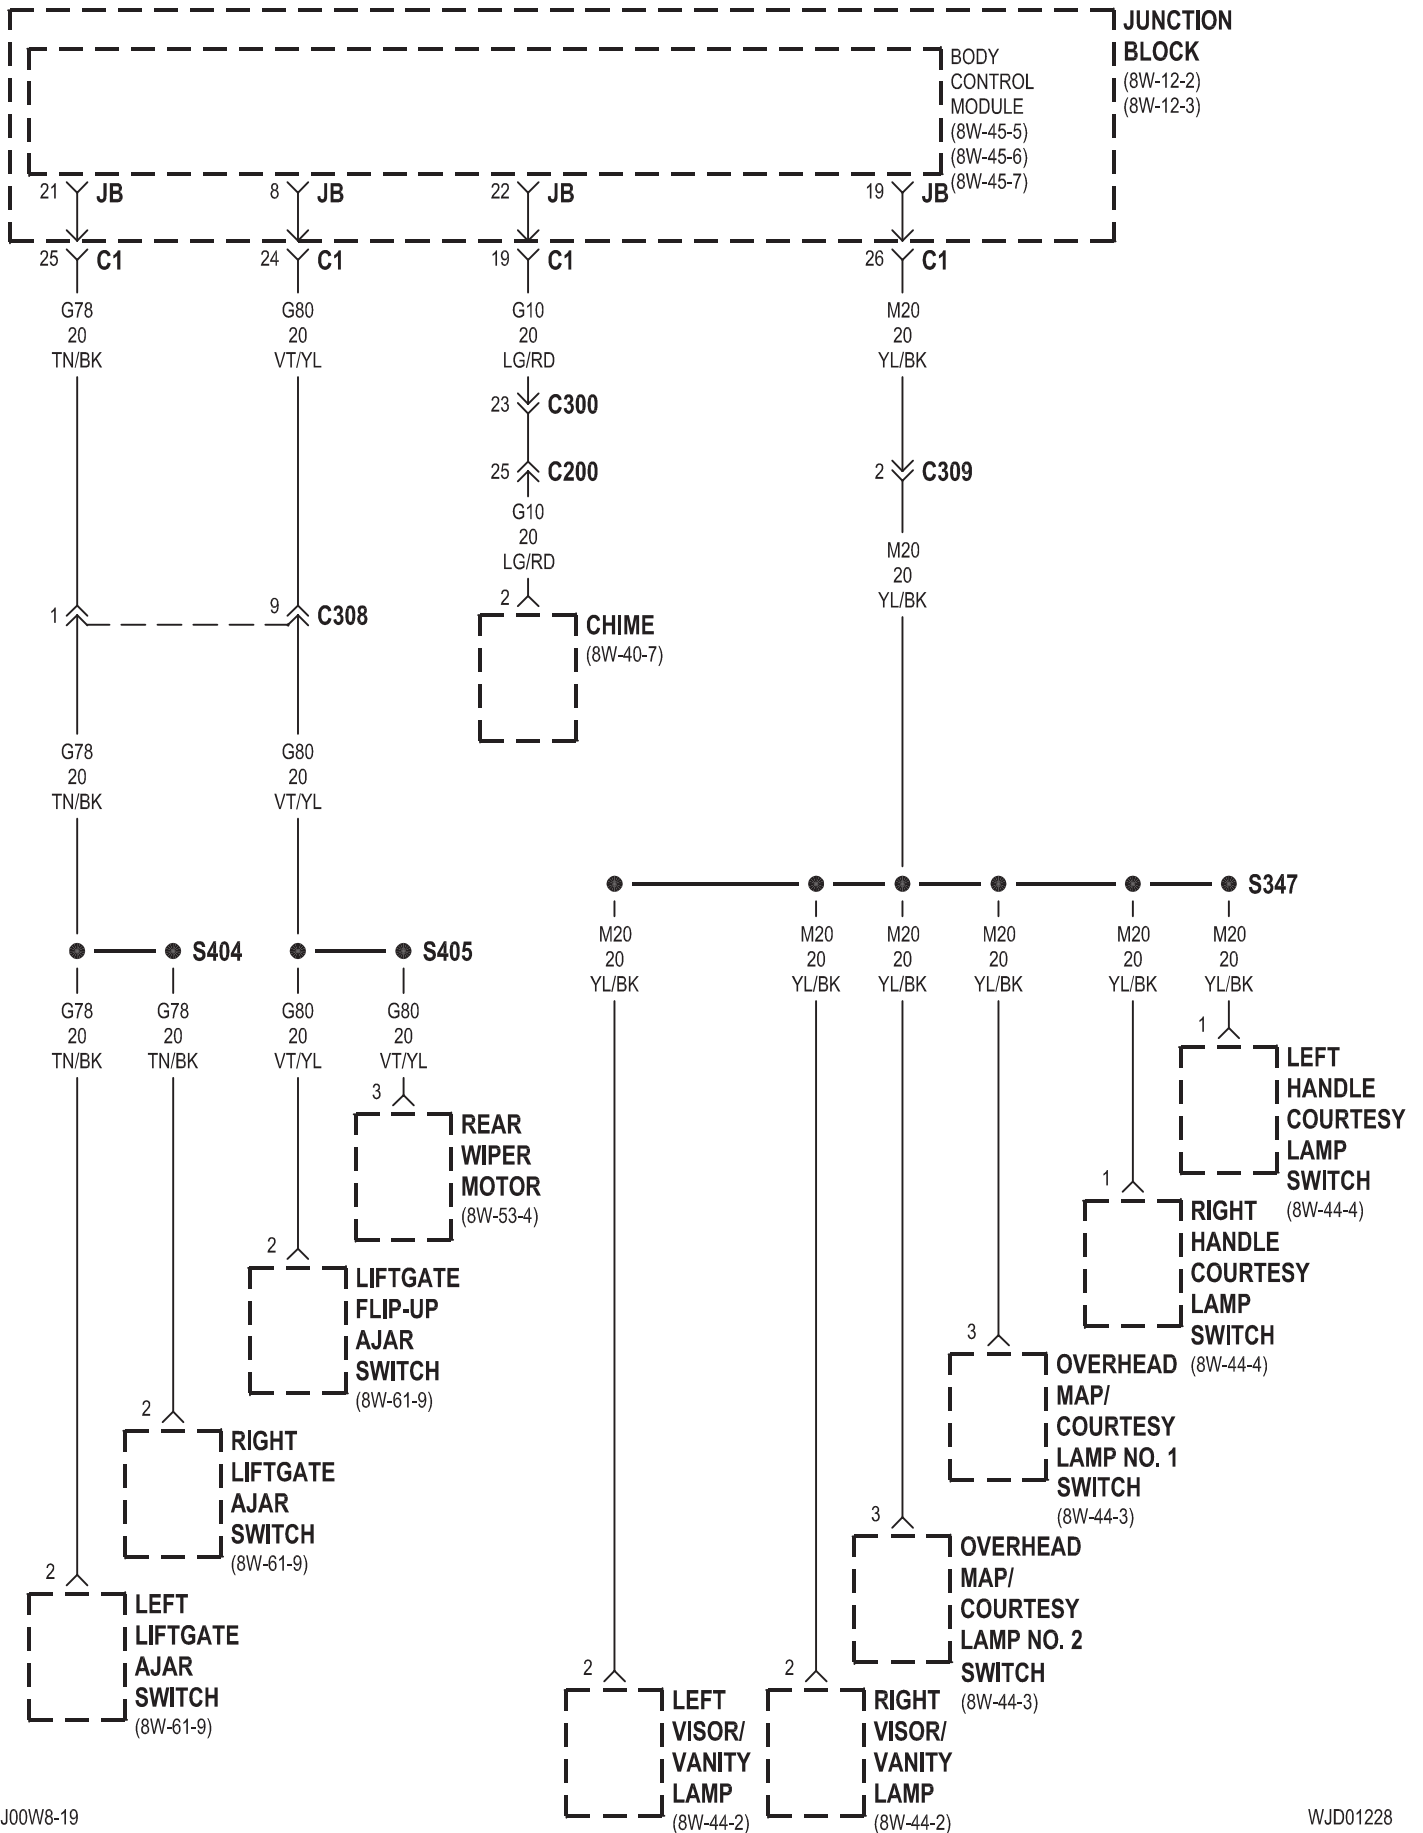 JUNCTION
BLOCK
(8W-12-2)
(8W-12-3)
BODY
CONTROL
MODULE
(8W-45-5)
(8W-45-6)
(8W-45-7)
21 JB 8 JB 22 JB 19 JB
25 C1 24 C1 19 C1 26 C1
G78 G80 G10 M20
20 20 20 20
TN/BK VT/YL LG/RD YL/BK
23 C300
25 C200 2 C309
G10
20
LG/RD
M20
20
YL/BK
2
1 9 C308
CHIME
(8W-40-7)
G78 G80
20 20
TN/BK VT/YL
S347
M20 M20 M20 M20 M20 M20
20 20 20 20 20 20
YL/BK YL/BK YL/BK YL/BK YL/BK YL/BK
S404 S405
G78 G78 G80 G80
20 20 20 20
TN/BK TN/BK VT/YL VT/YL
1
LEFT
HANDLE
COURTESY
LAMP
SWITCH
(8W-44-4)
3
REAR
WIPER
MOTOR
(8W-53-4)
1
RIGHT
HANDLE
COURTESY
LAMP
SWITCH
(8W-44-4)
2
LIFTGATE
FLIP-UP
AJAR
SWITCH
(8W-61-9)
3
OVERHEAD
MAP/
COURTESY
LAMP NO. 1
SWITCH
(8W-44-3)
2
RIGHT
LIFTGATE
AJAR
SWITCH
(8W-61-9)
3
OVERHEAD
MAP/
COURTESY
LAMP NO. 2
SWITCH
(8W-44-3)
2
LEFT
LIFTGATE
AJAR
SWITCH
(8W-61-9)
2
LEFT
VISOR/
VANITY
LAMP
(8W-44-2)
2
RIGHT
VISOR/
VANITY
LAMP
(8W-44-2)
J00W8-19
WJD01228